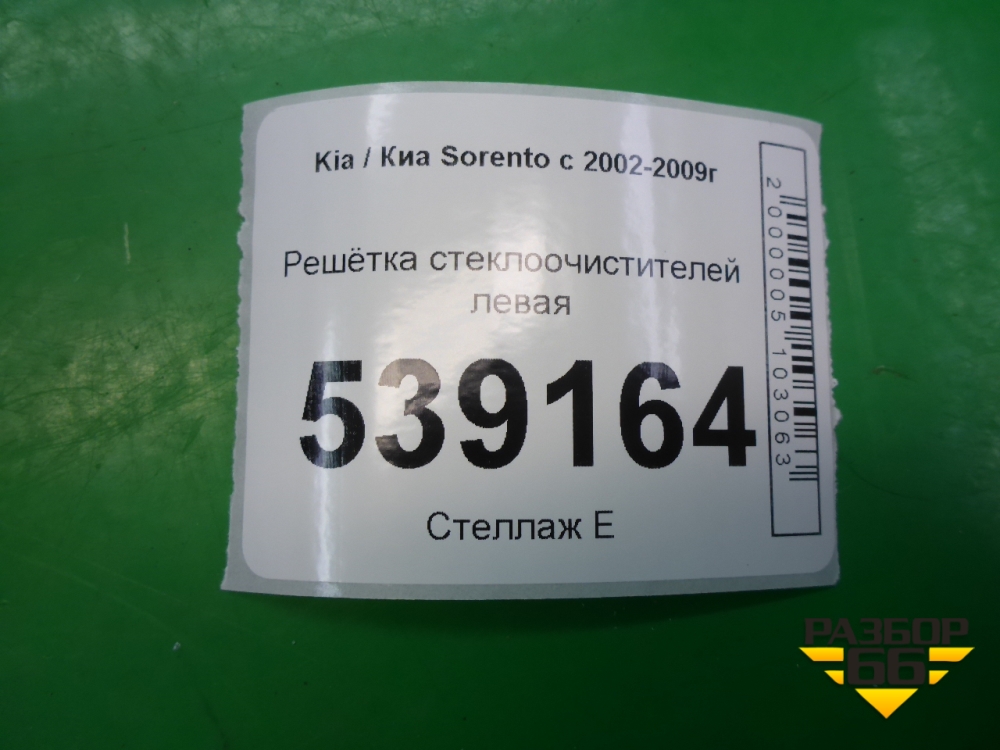 Kia / Киа Sorento с 2002-2009г
Решётка стеклоочистителей
левая
539164
Стеллаж Е
2000005103063
РАЗБОР
66